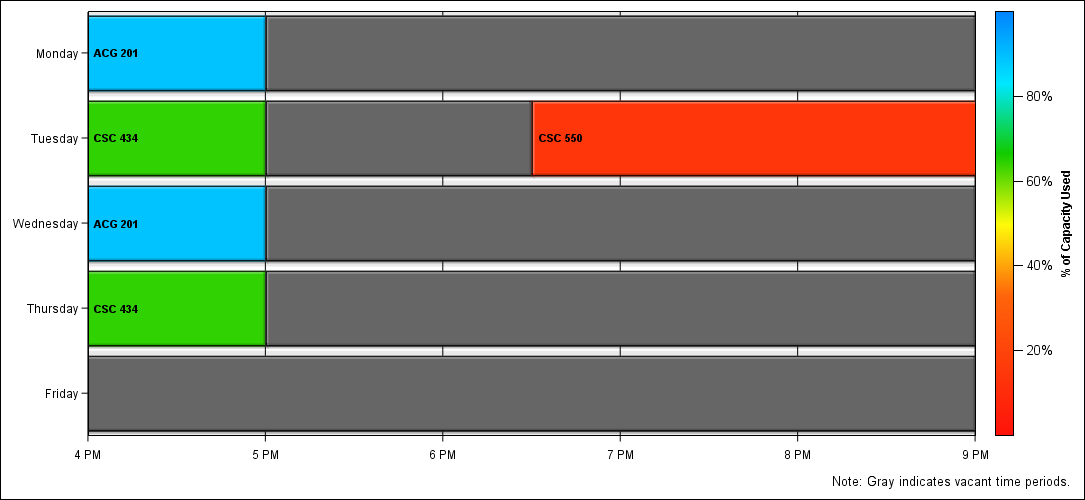 Monday
ACG 201
Tuesday
CSC 434
CSC 550
Wednesday
ACG 201
Thursday
CSC 434
Friday
4 PM
5 PM
6 PM
7 PM
8 PM
9 PM
80%
60%
40%
20%
% of Capacity Used
Note: Gray indicates vacant time periods.